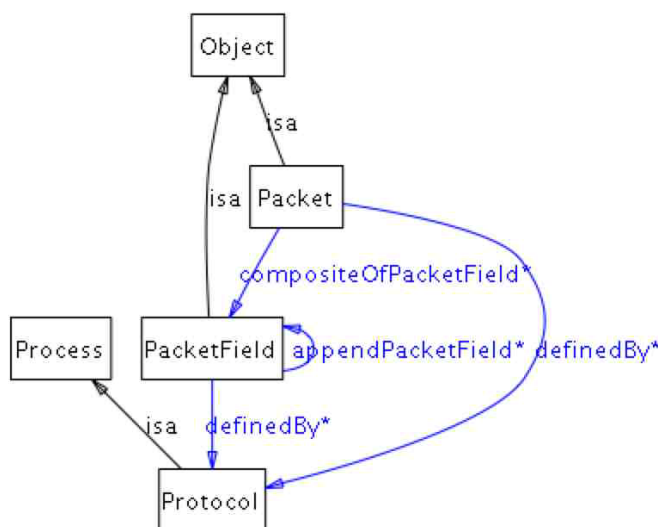 Object
isa
isa
Packet
compositeOfPacketField*
Process
PacketField
appendPacketField*
definedBy*
isa
definedBy*
Protocol